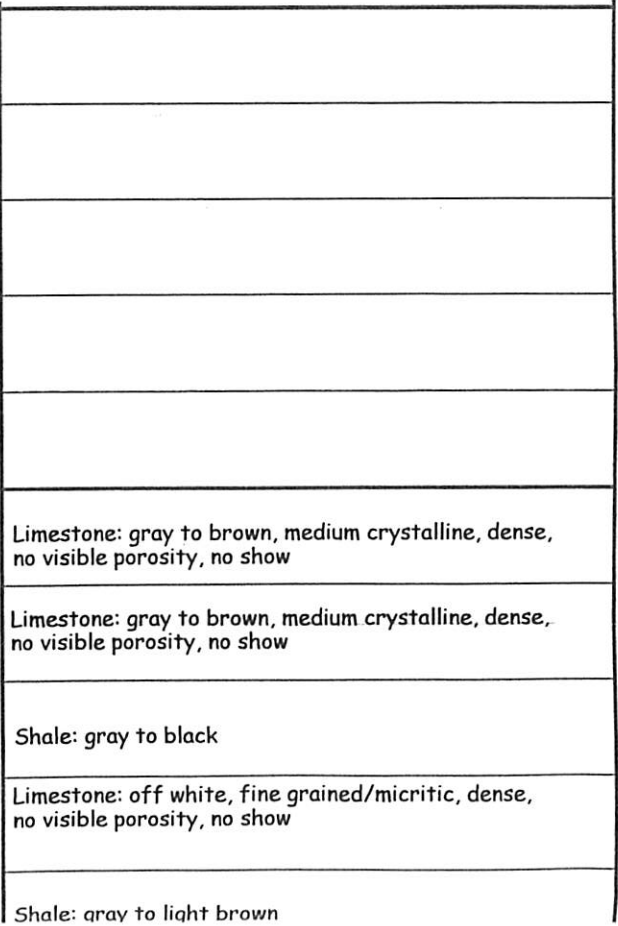 Limestone: gray to brown, medium crystalline, dense,
no visible porosity, no show
Limestone: gray to brown, medium crystalline, dense,
no visible porosity, no show
Shale: gray to black
Limestone: off white, fine grained/micritic, dense,
no visible porosity, no show
Shale: gray to light brown